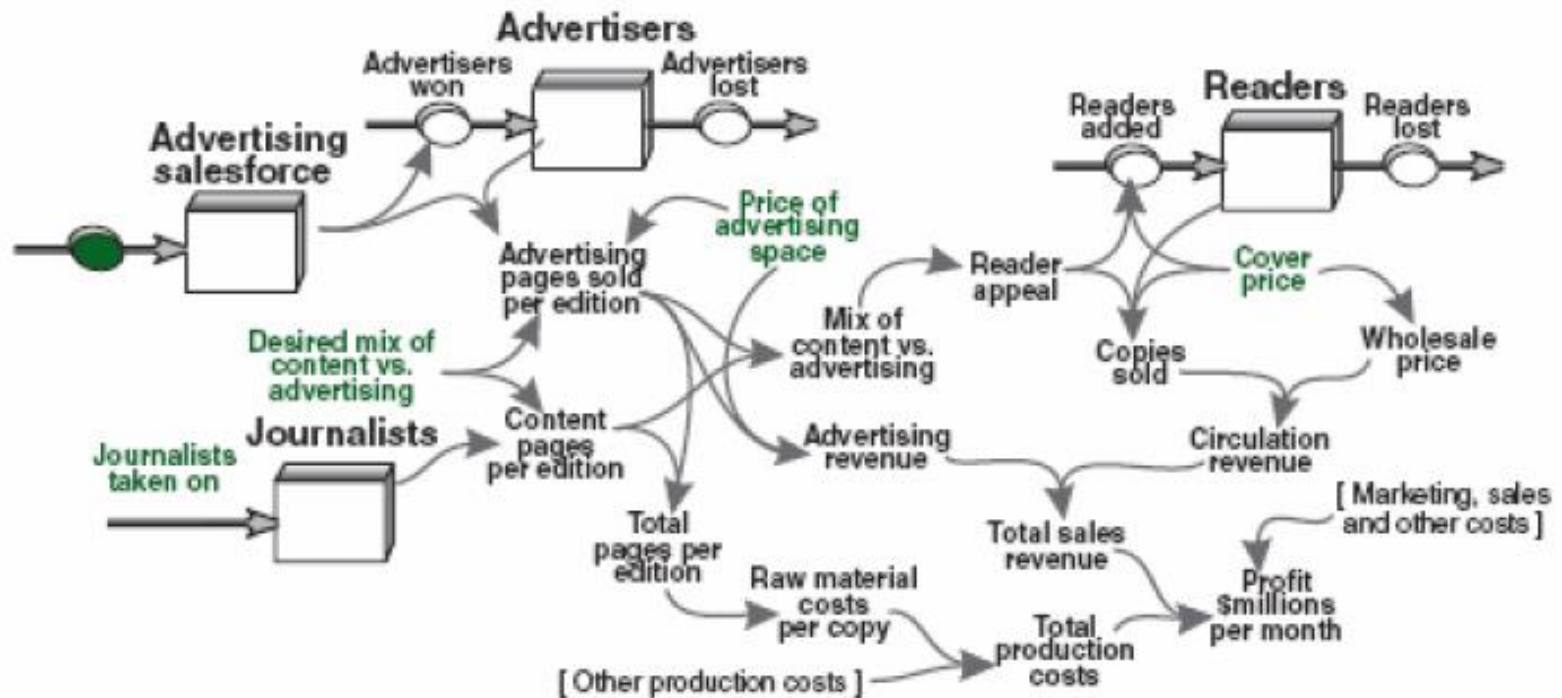 Advertisers
Advertisers
won
Advertisers
lost
Advertising
salesforce
Readers
Readers
added
Readers
lost
Price of
advertising
space
Advertising
pages sold
per edition
Reader
appeal
Cover
price
Desired mix of
content vs.
advertising
Mix of
content vs.
advertising
Copies
sold
Wholesale
price
Journalists
Journalists
taken on
Content
pages
per edition
Advertising
revenue
Circulation
revenue
[ Marketing, sales
and other costs ]
Total
pages per
edition
Total sales
revenue
Raw material
costs
per copy
Profit
$millions
per month
Total
production
costs
[ Other production costs ]